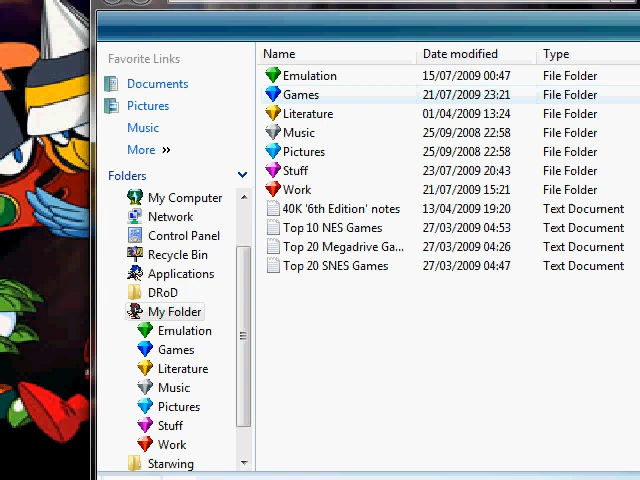 Favorite Links
Documents
Pictures
Music
More »
Folders
My Computer
Network
Control Panel
Recycle Bin
Applications
DRoD
My Folder
Emulation
Games
Literature
Music
Pictures
Stuff
Work
Starwing
Name Date modified Type
Emulation 15/07/2009 00:47 File Folder
Games 21/07/2009 23:21 File Folder
Literature 01/04/2009 13:24 File Folder
Music 25/09/2008 22:58 File Folder
Pictures 25/09/2008 22:58 File Folder
Stuff 23/07/2009 20:43 File Folder
Work 21/07/2009 15:21 File Folder
40K '6th Edition' notes 13/04/2009 19:20 Text Document
Top 10 NES Games 27/03/2009 04:53 Text Document
Top 20 Megadrive Ga... 27/03/2009 04:26 Text Document
Top 20 SNES Games 27/03/2009 04:47 Text Document